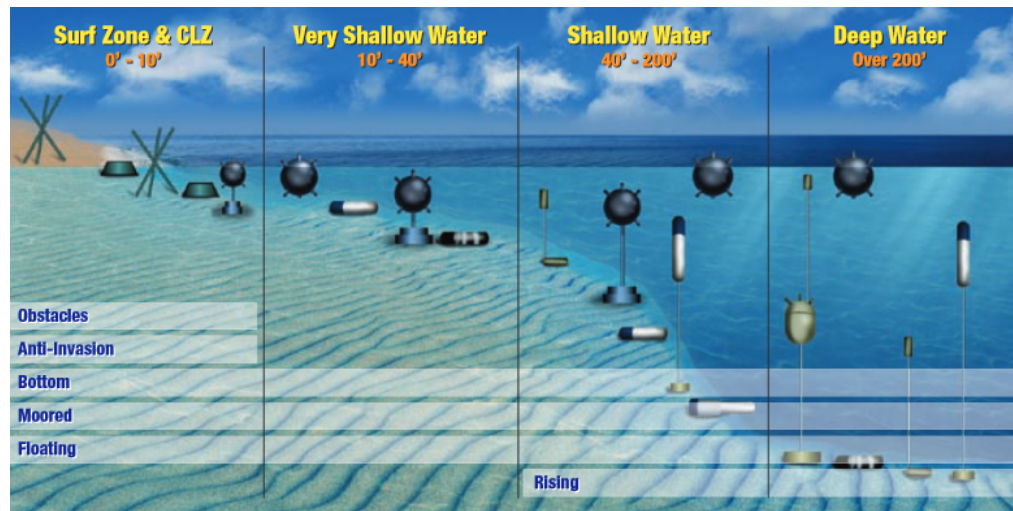 Surf Zone & CLZ
0' - 10'
Very Shallow Water
10' - 40'
Shallow Water
40' - 200'
Deep Water
Over 200'
Obstacles
Anti-Invasion
Bottom
Moored
Floating
Rising